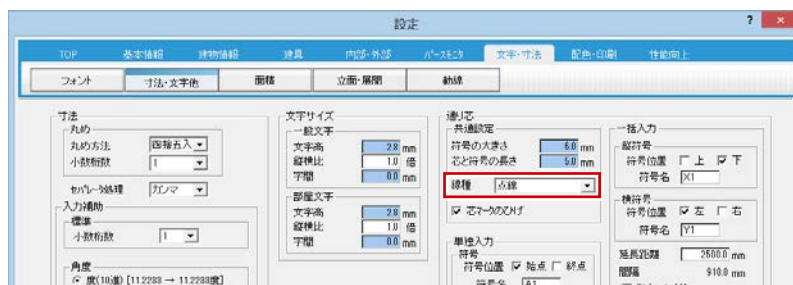 設定
? ×
TOP 基本情報 建物情報 建具 内部・外部 パースモニタ 文字・寸法 配色・印刷 性能向上
フォント 寸法・文字他 面積 立面・展開 動線
寸法
丸め
丸め方法 四捨五入
小数桁数 1
セパレータ処理 カンマ
入力補助
標準
小数桁数 1
角度
度(10進) [11.2233 → 11.2233度]
文字サイズ
一般文字
文字高 2.8 mm
縦横比 1.0 倍
字間 0.0 mm
部屋文字
文字高 2.8 mm
縦横比 1.0 倍
字間 0.0 mm
通り芯
共通設定
符号の大きさ 6.0 mm
芯と符号の長さ 5.0 mm
線種 点線
芯マークのヒゲ
単独入力
符号
符号位置 始点 終点
符号名 A1
一括入力
縦符号
符号位置 上 下
符号名 X1
横符号
符号位置 左 右
符号名 Y1
延長距離 2500.0 mm
間隔 910.0 mm